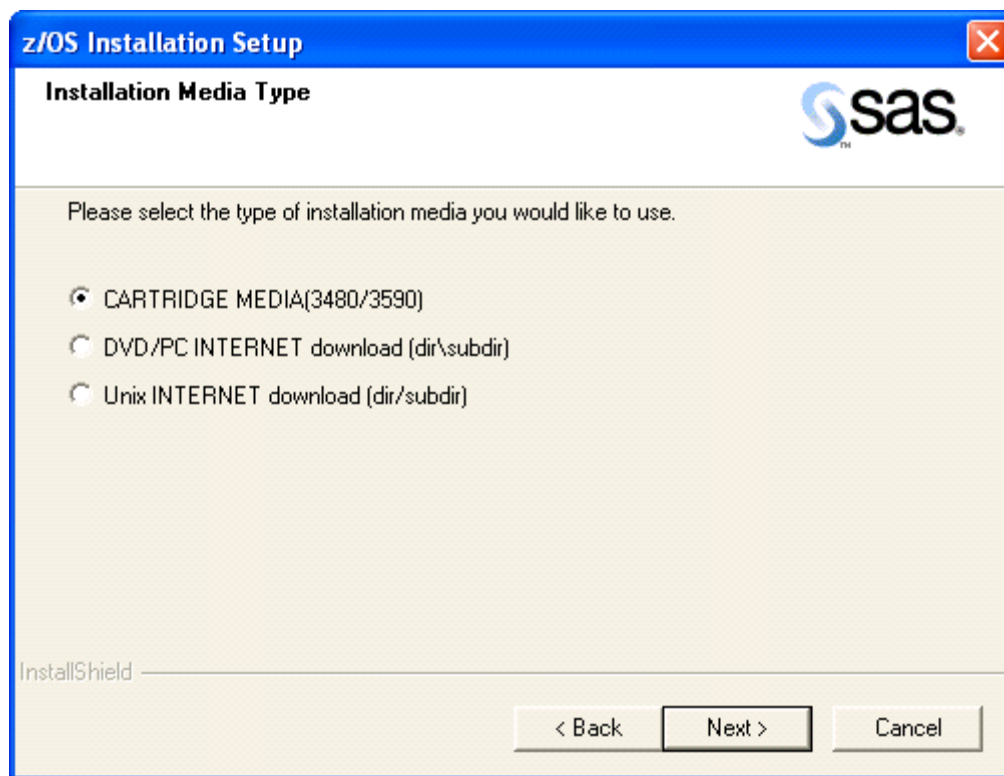 z/OS Installation Setup
Installation Media Type
sas®
TM
Please select the type of installation media you would like to use.
CARTRIDGE MEDIA(3480/3590)
DVD/PC INTERNET download (dir\subdir)
Unix INTERNET download (dir/subdir)
InstallShield
< Back Next > Cancel